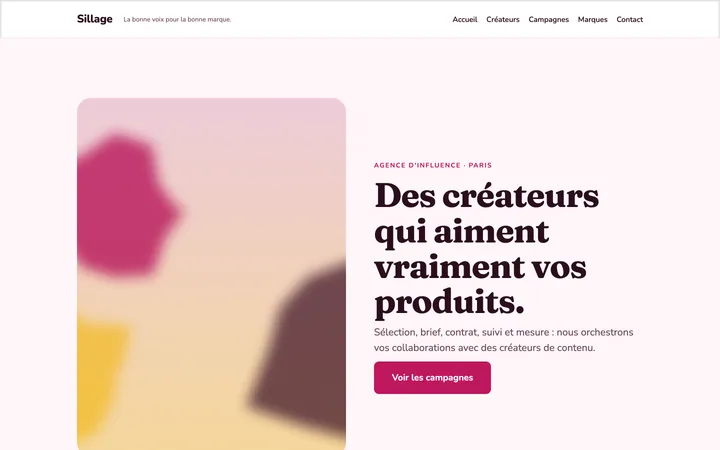 Sillage
La bonne voix pour la bonne marque.
Accueil Créateurs Campagnes Marques Contact
AGENCE D'INFLUENCE · PARIS
Des créateurs
qui aiment
vraiment vos
produits.
Sélection, brief, contrat, suivi et mesure : nous orchestrons
vos collaborations avec des créateurs de contenu.
Voir les campagnes